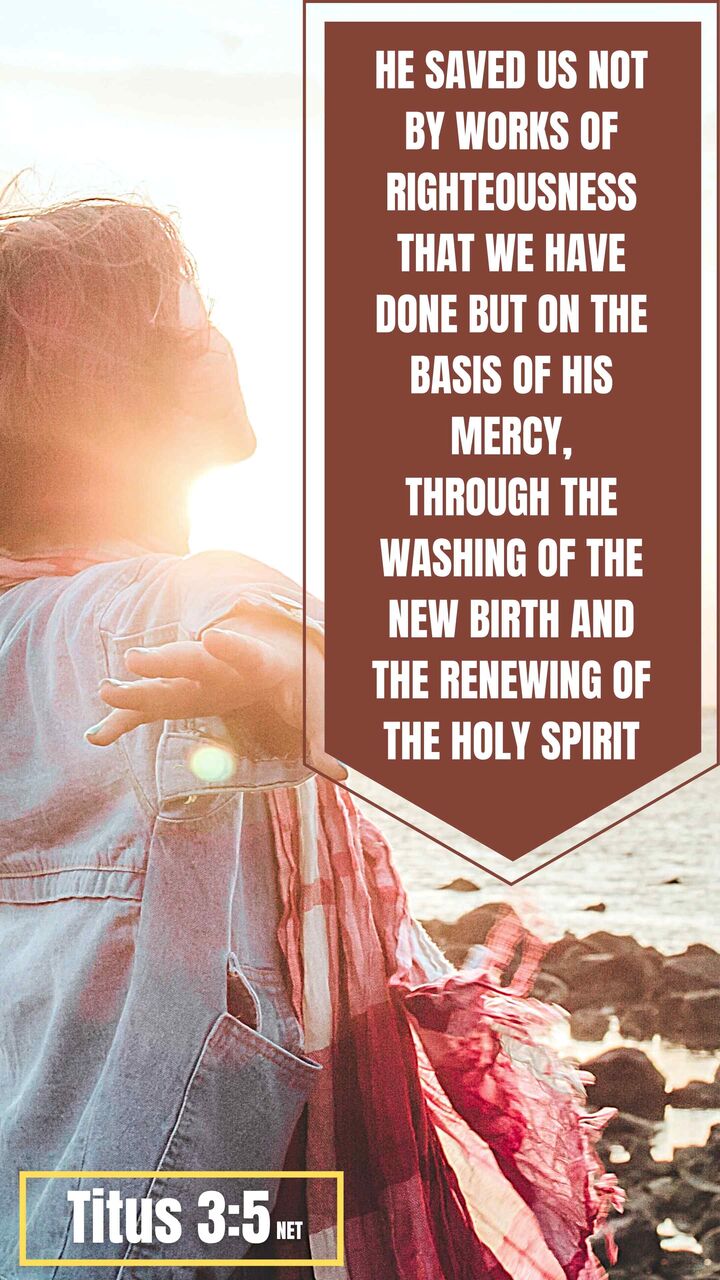 HE SAVED US NOT
BY WORKS OF
RIGHTEOUSNESS
THAT WE HAVE
DONE BUT ON THE
BASIS OF HIS
MERCY,
THROUGH THE
WASHING OF THE
NEW BIRTH AND
THE RENEWING OF
THE HOLY SPIRIT
Titus 3:5 NET